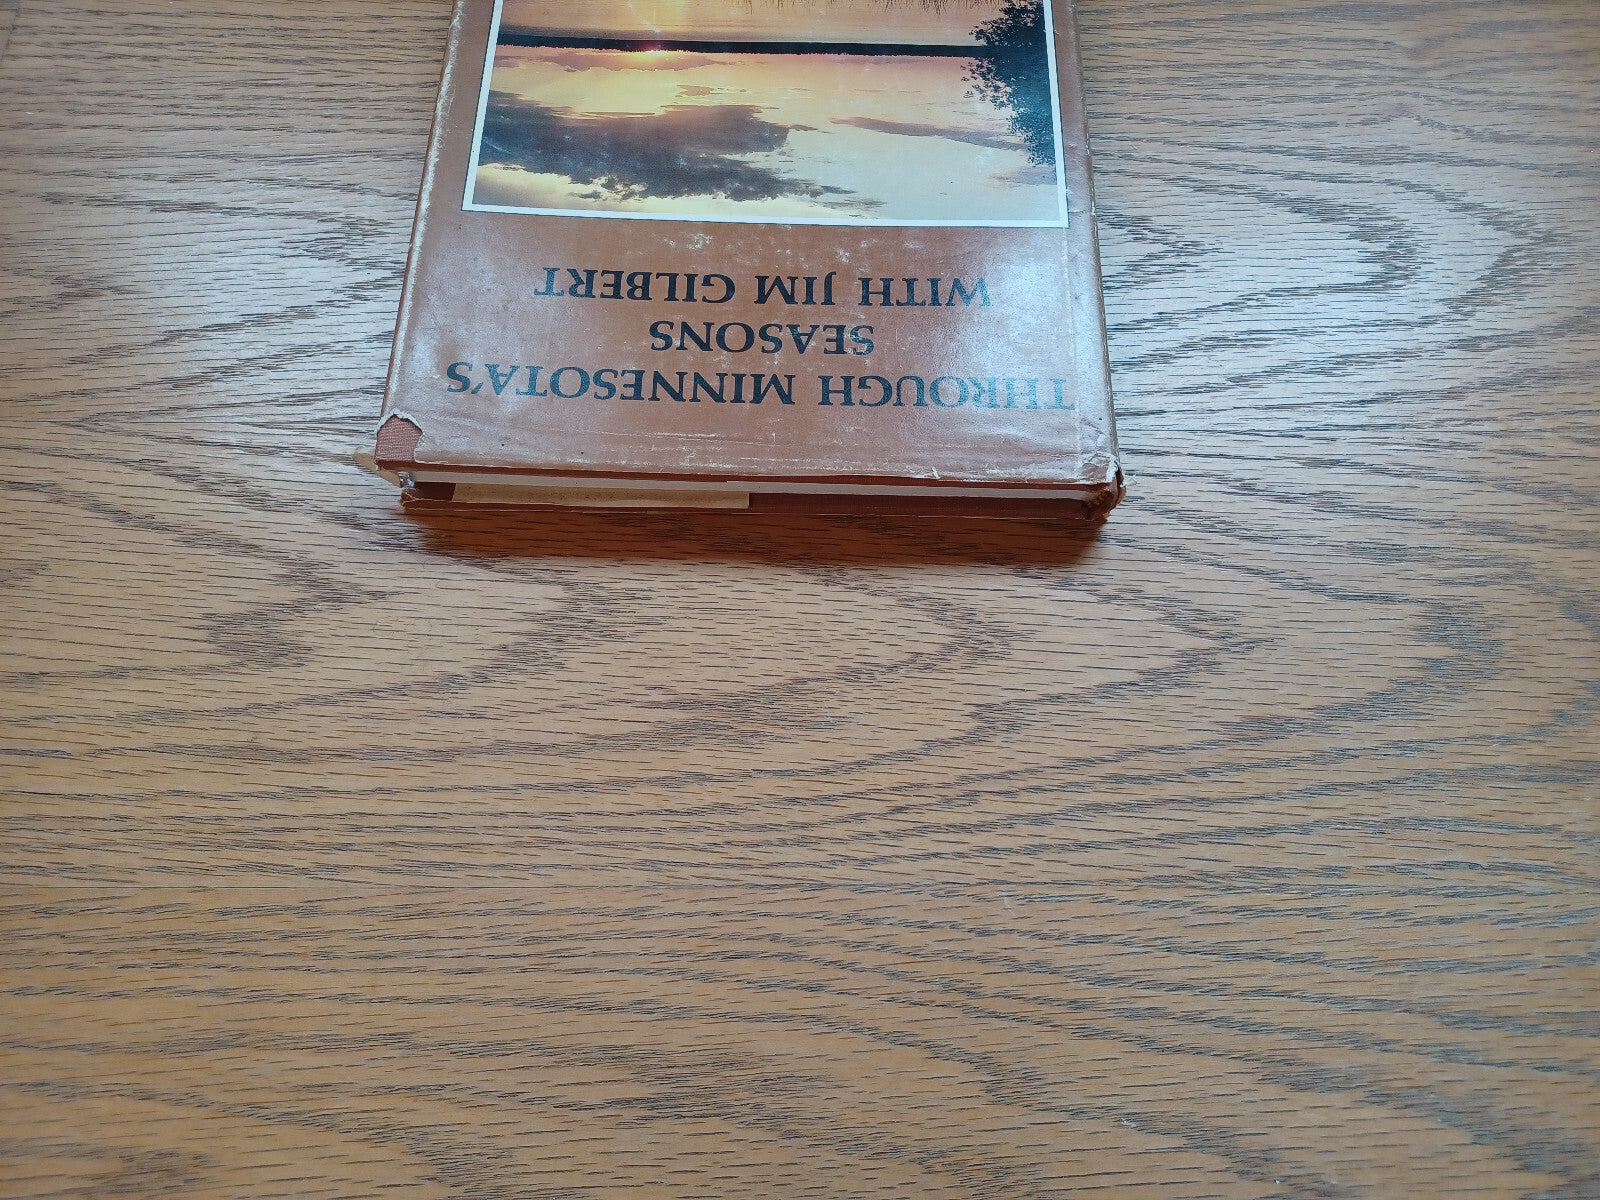 THROUGH MINNESOTA'S
SEASONS
WITH JIM GILBERT